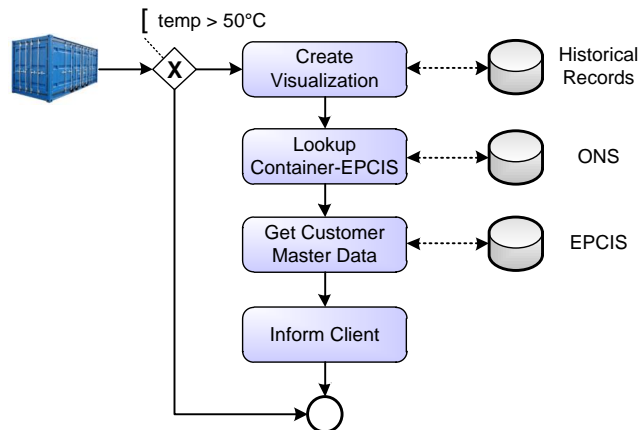 [ temp > 50°C
X
Create
Visualization
Historical
Records
Lookup
Container-EPCIS
ONS
Get Customer
Master Data
EPCIS
Inform Client